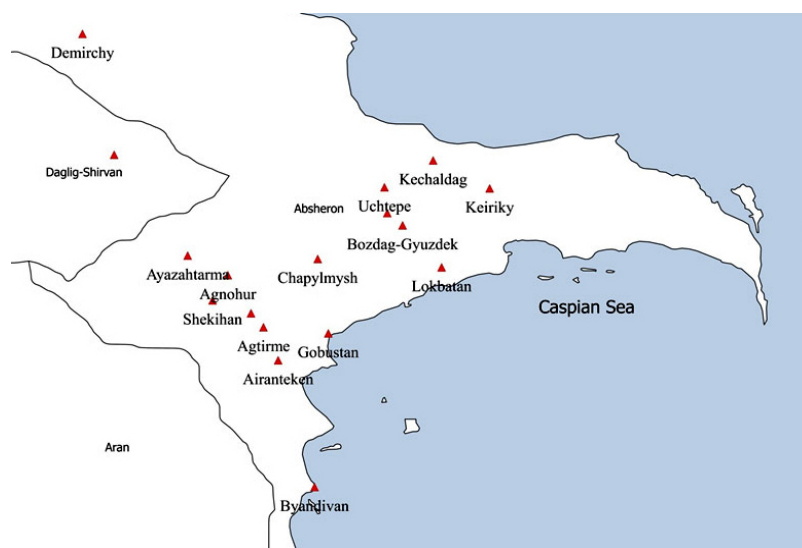 Demirchy
Daglig-Shirvan
Kechaldag
Uchtepe
Keiriky
Absheron
Bozdag-Gyuzdek
Ayazahtarma
Chapylmysh
Agnohur
Lokbatan
Shekihan
Caspian Sea
Agtirme
Gobustan
Airanteken
Aran
Byandivan